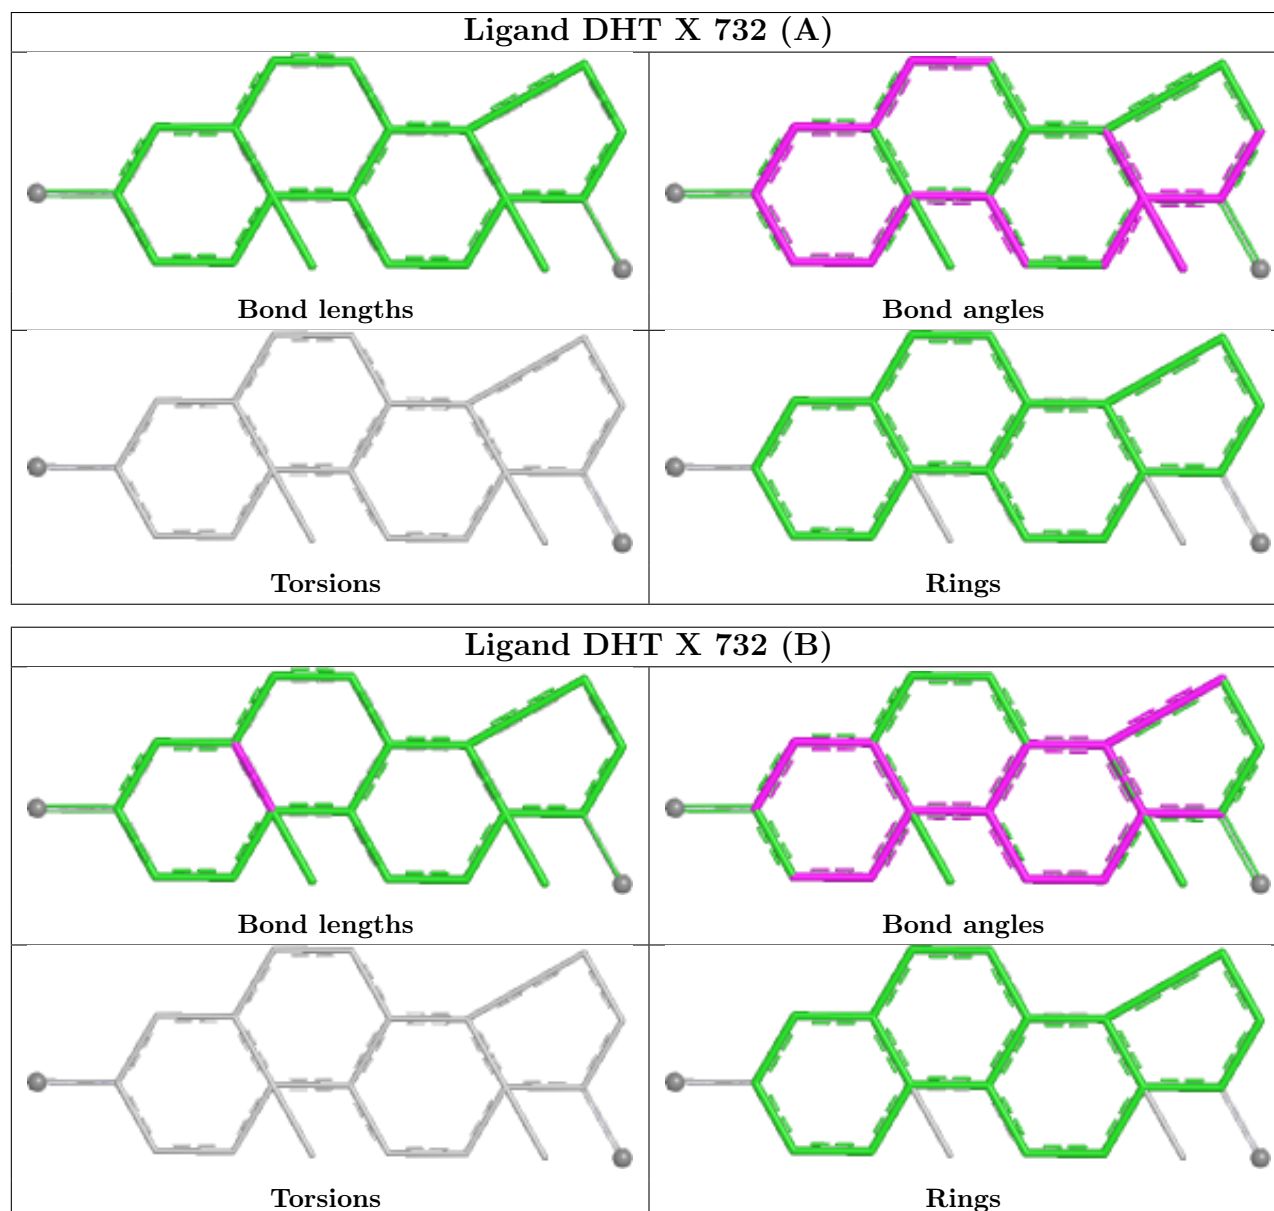 Ligand DHT X 732 (A)
Bond lengths
Bond angles
Torsions
Rings
Ligand DHT X 732 (B)
Bond lengths
Bond angles
Torsions
Rings